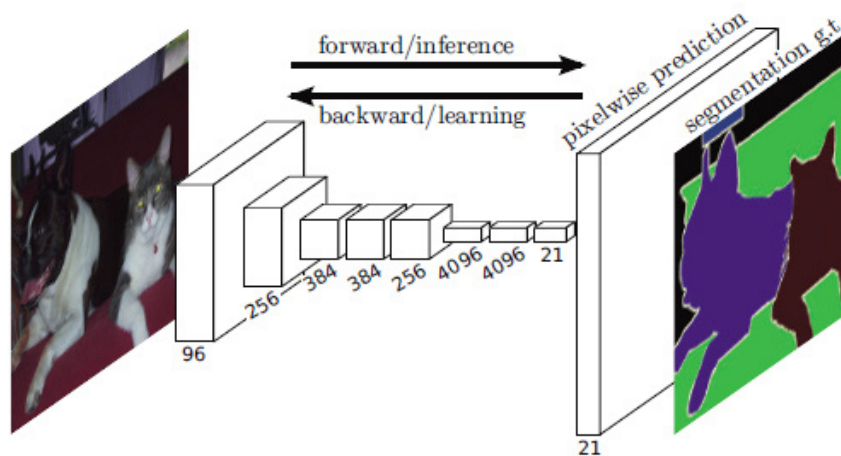 forward/inference
backward/learning
pixelwise prediction
segmentation g.t.
96
256
384
384
256
4096
4096
21
21